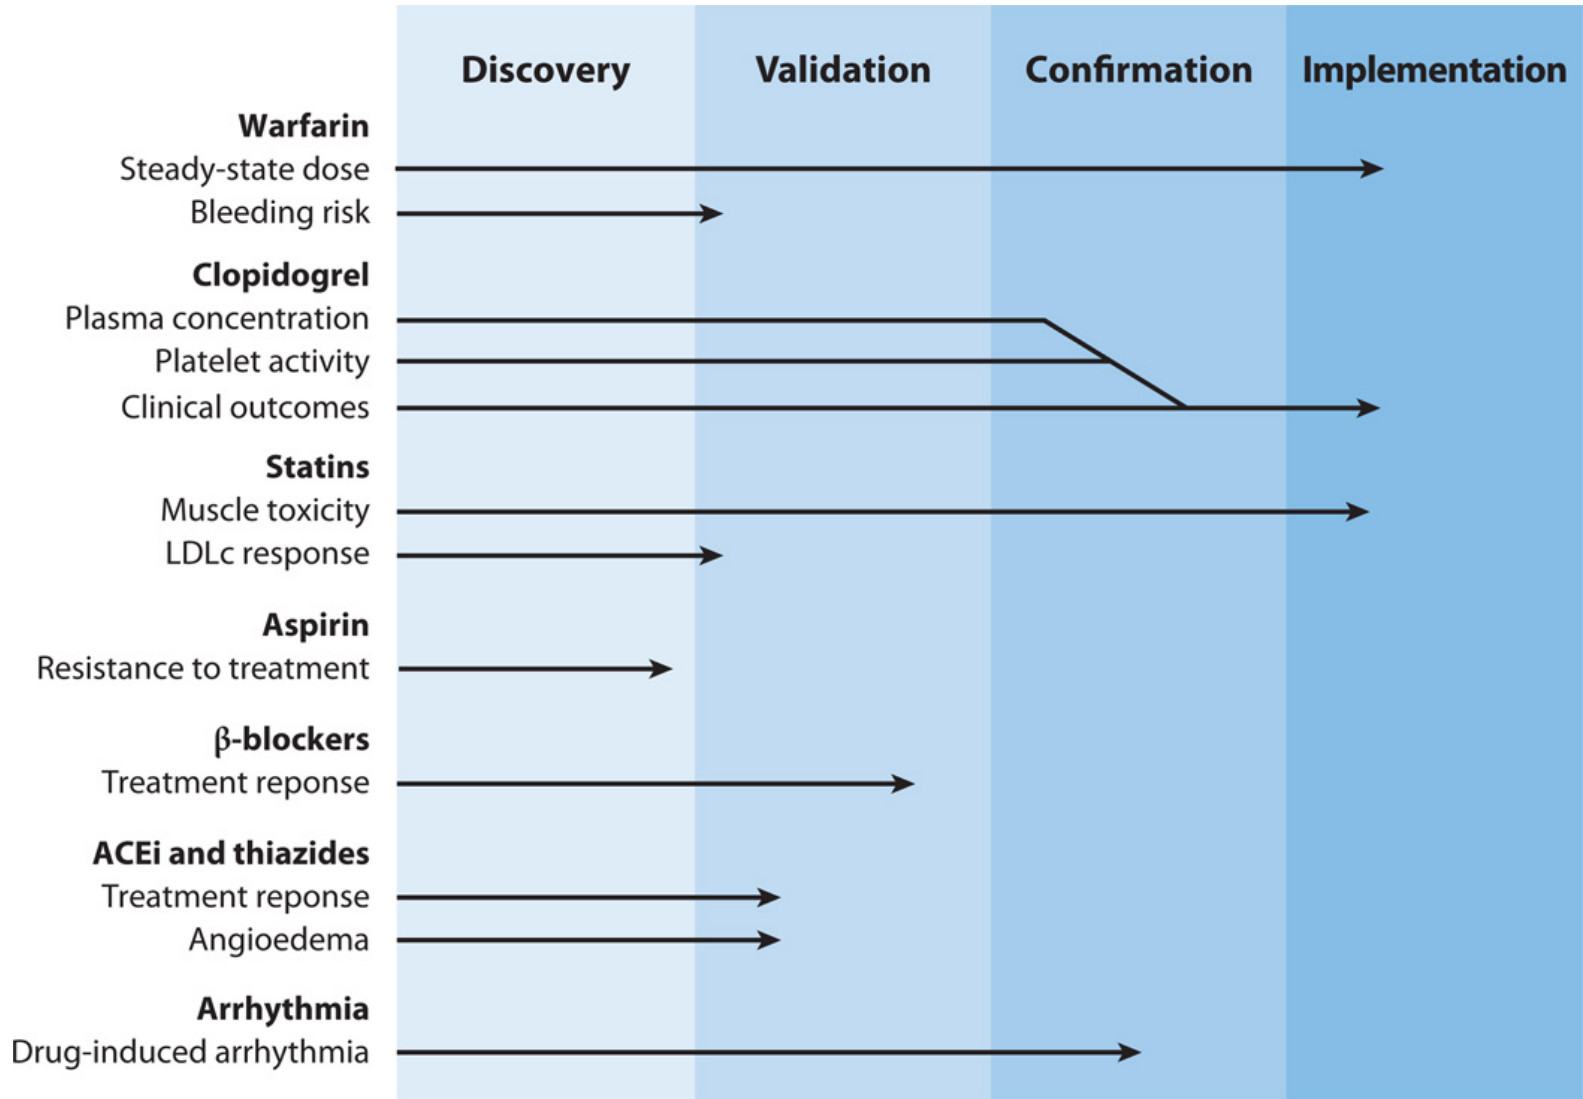 Discovery Validation Confirmation Implementation
Warfarin
Steady-state dose
Bleeding risk
Clopidogrel
Plasma concentration
Platelet activity
Clinical outcomes
Statins
Muscle toxicity
LDLc response
Aspirin
Resistance to treatment
β-blockers
Treatment reponse
ACEi and thiazides
Treatment reponse
Angioedema
Arrhythmia
Drug-induced arrhythmia